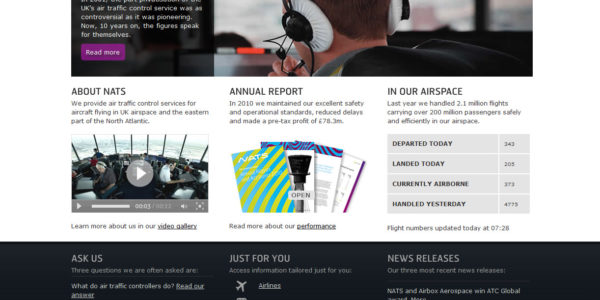 In 2001, the part privatisation of the
UK's air traffic control service was as
controversial as it was pioneering.
Now, 10 years on, the figures speak
for themselves.
Read more
ABOUT NATS
We provide air traffic control services for
aircraft flying in UK airspace and the eastern
part of the North Atlantic.
00:03 / 00:22
Learn more about us in our video gallery
ANNUAL REPORT
In 2010 we maintained our excellent safety
and operational standards, reduced delays
and made a pre-tax profit of £78.3m.
NATS
OPEN
Read more about our performance
IN OUR AIRSPACE
Last year we handled 2.1 million flights
carrying over 200 million passengers safely
and efficiently in our airspace.
DEPARTED TODAY 343
LANDED TODAY 205
CURRENTLY AIRBORNE 373
HANDLED YESTERDAY 4775
Flight numbers updated today at 07:28
ASK US
Three questions we are often asked are:
What do air traffic controllers do? Read our
answer
JUST FOR YOU
Access information tailored just for you:
Airlines
NEWS RELEASES
Our three most recent news releases:
NATS and Airbox Aerospace win ATC Global
award. More